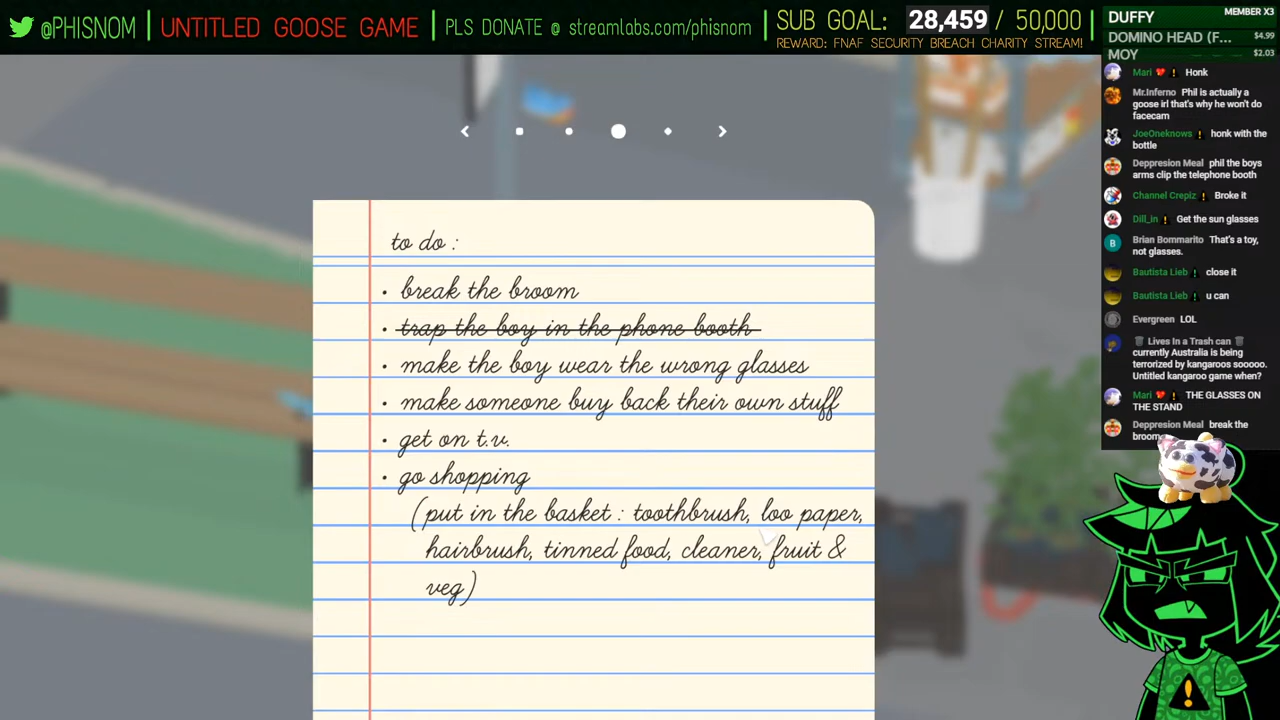 @PHISNOM
UNTITLED GOOSE GAME
PLS DONATE @ streamlabs.com/phisnom
SUB GOAL: 28,459 / 50,000
REWARD: FNAF SECURITY BREACH CHARITY STREAM!
DUFFY MEMBER X3
DOMINO HEAD (F... $4.99
MOY $2.03
to do :
• break the broom
• trap the boy in the phone booth
• make the boy wear the wrong glasses
• make someone buy back their own stuff
• get on t.v.
• go shopping
(put in the basket : toothbrush, loo paper,
hairbrush, tinned food, cleaner, fruit &
veg)
Mari Honk
Mr.Inferno Phil is actually a
goose irl that's why he won't do
facecam
JoeOneknows honk with the
bottle
Deppresion Meal phil the boys
arms clip the telephone booth
Channel Crepiz Broke it
Dill_in Get the sun glasses
Brian Bommarito That's a toy,
not glasses.
Bautista Lieb close it
Bautista Lieb u can
Evergreen LOL
Lives In a Trash can
currently Australia is being
terrorized by kangaroos sooooo.
Untitled kangaroo game when?
Mari THE GLASSES ON
THE STAND
Deppresion Meal break the
broom